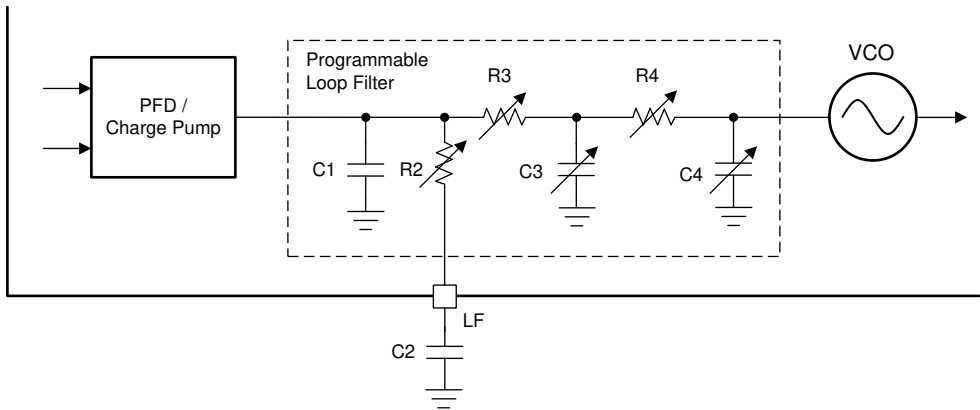 Programmable
Loop Filter
VCO
R3
R4
PFD /
Charge Pump
C1
R2
C3
C4
LF
C2